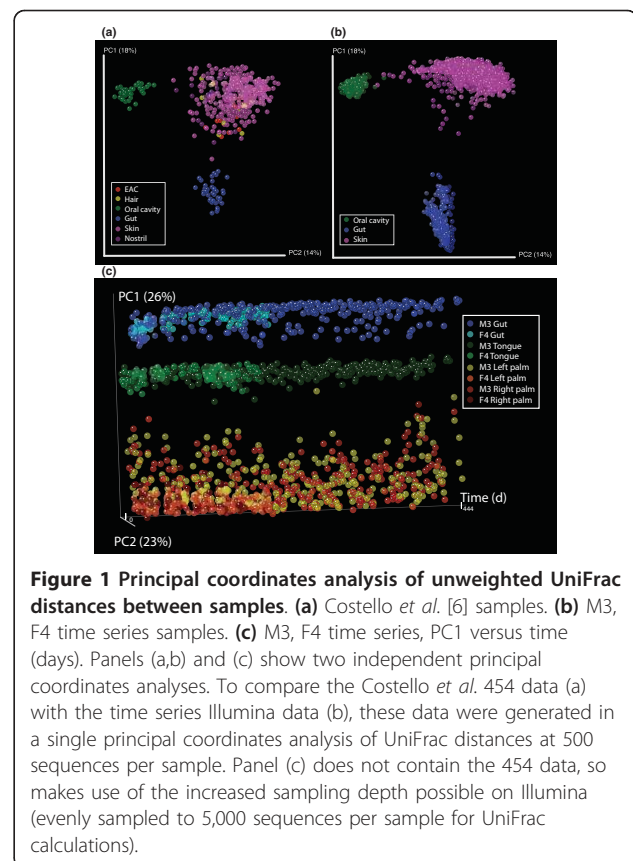 (a)
(b)
PC1 (18%)
PC1 (18%)
EAC
Hair
Oral cavity
Gut
Skin
Nostril
PC2 (14%)
Oral cavity
Gut
Skin
PC2 (14%)
(c)
PC1 (26%)
M3 Gut
F4 Gut
M3 Tongue
F4 Tongue
M3 Left palm
F4 Left palm
M3 Right palm
F4 Right palm
Time (d)
0
444
PC2 (23%)
Figure 1 Principal coordinates analysis of unweighted UniFrac
distances between samples. (a) Costello et al. [6] samples. (b) M3,
F4 time series samples. (c) M3, F4 time series, PC1 versus time
(days). Panels (a,b) and (c) show two independent principal
coordinates analyses. To compare the Costello et al. 454 data (a)
with the time series Illumina data (b), these data were generated in
a single principal coordinates analysis of UniFrac distances at 500
sequences per sample. Panel (c) does not contain the 454 data, so
makes use of the increased sampling depth possible on Illumina
(evenly sampled to 5,000 sequences per sample for UniFrac
calculations).